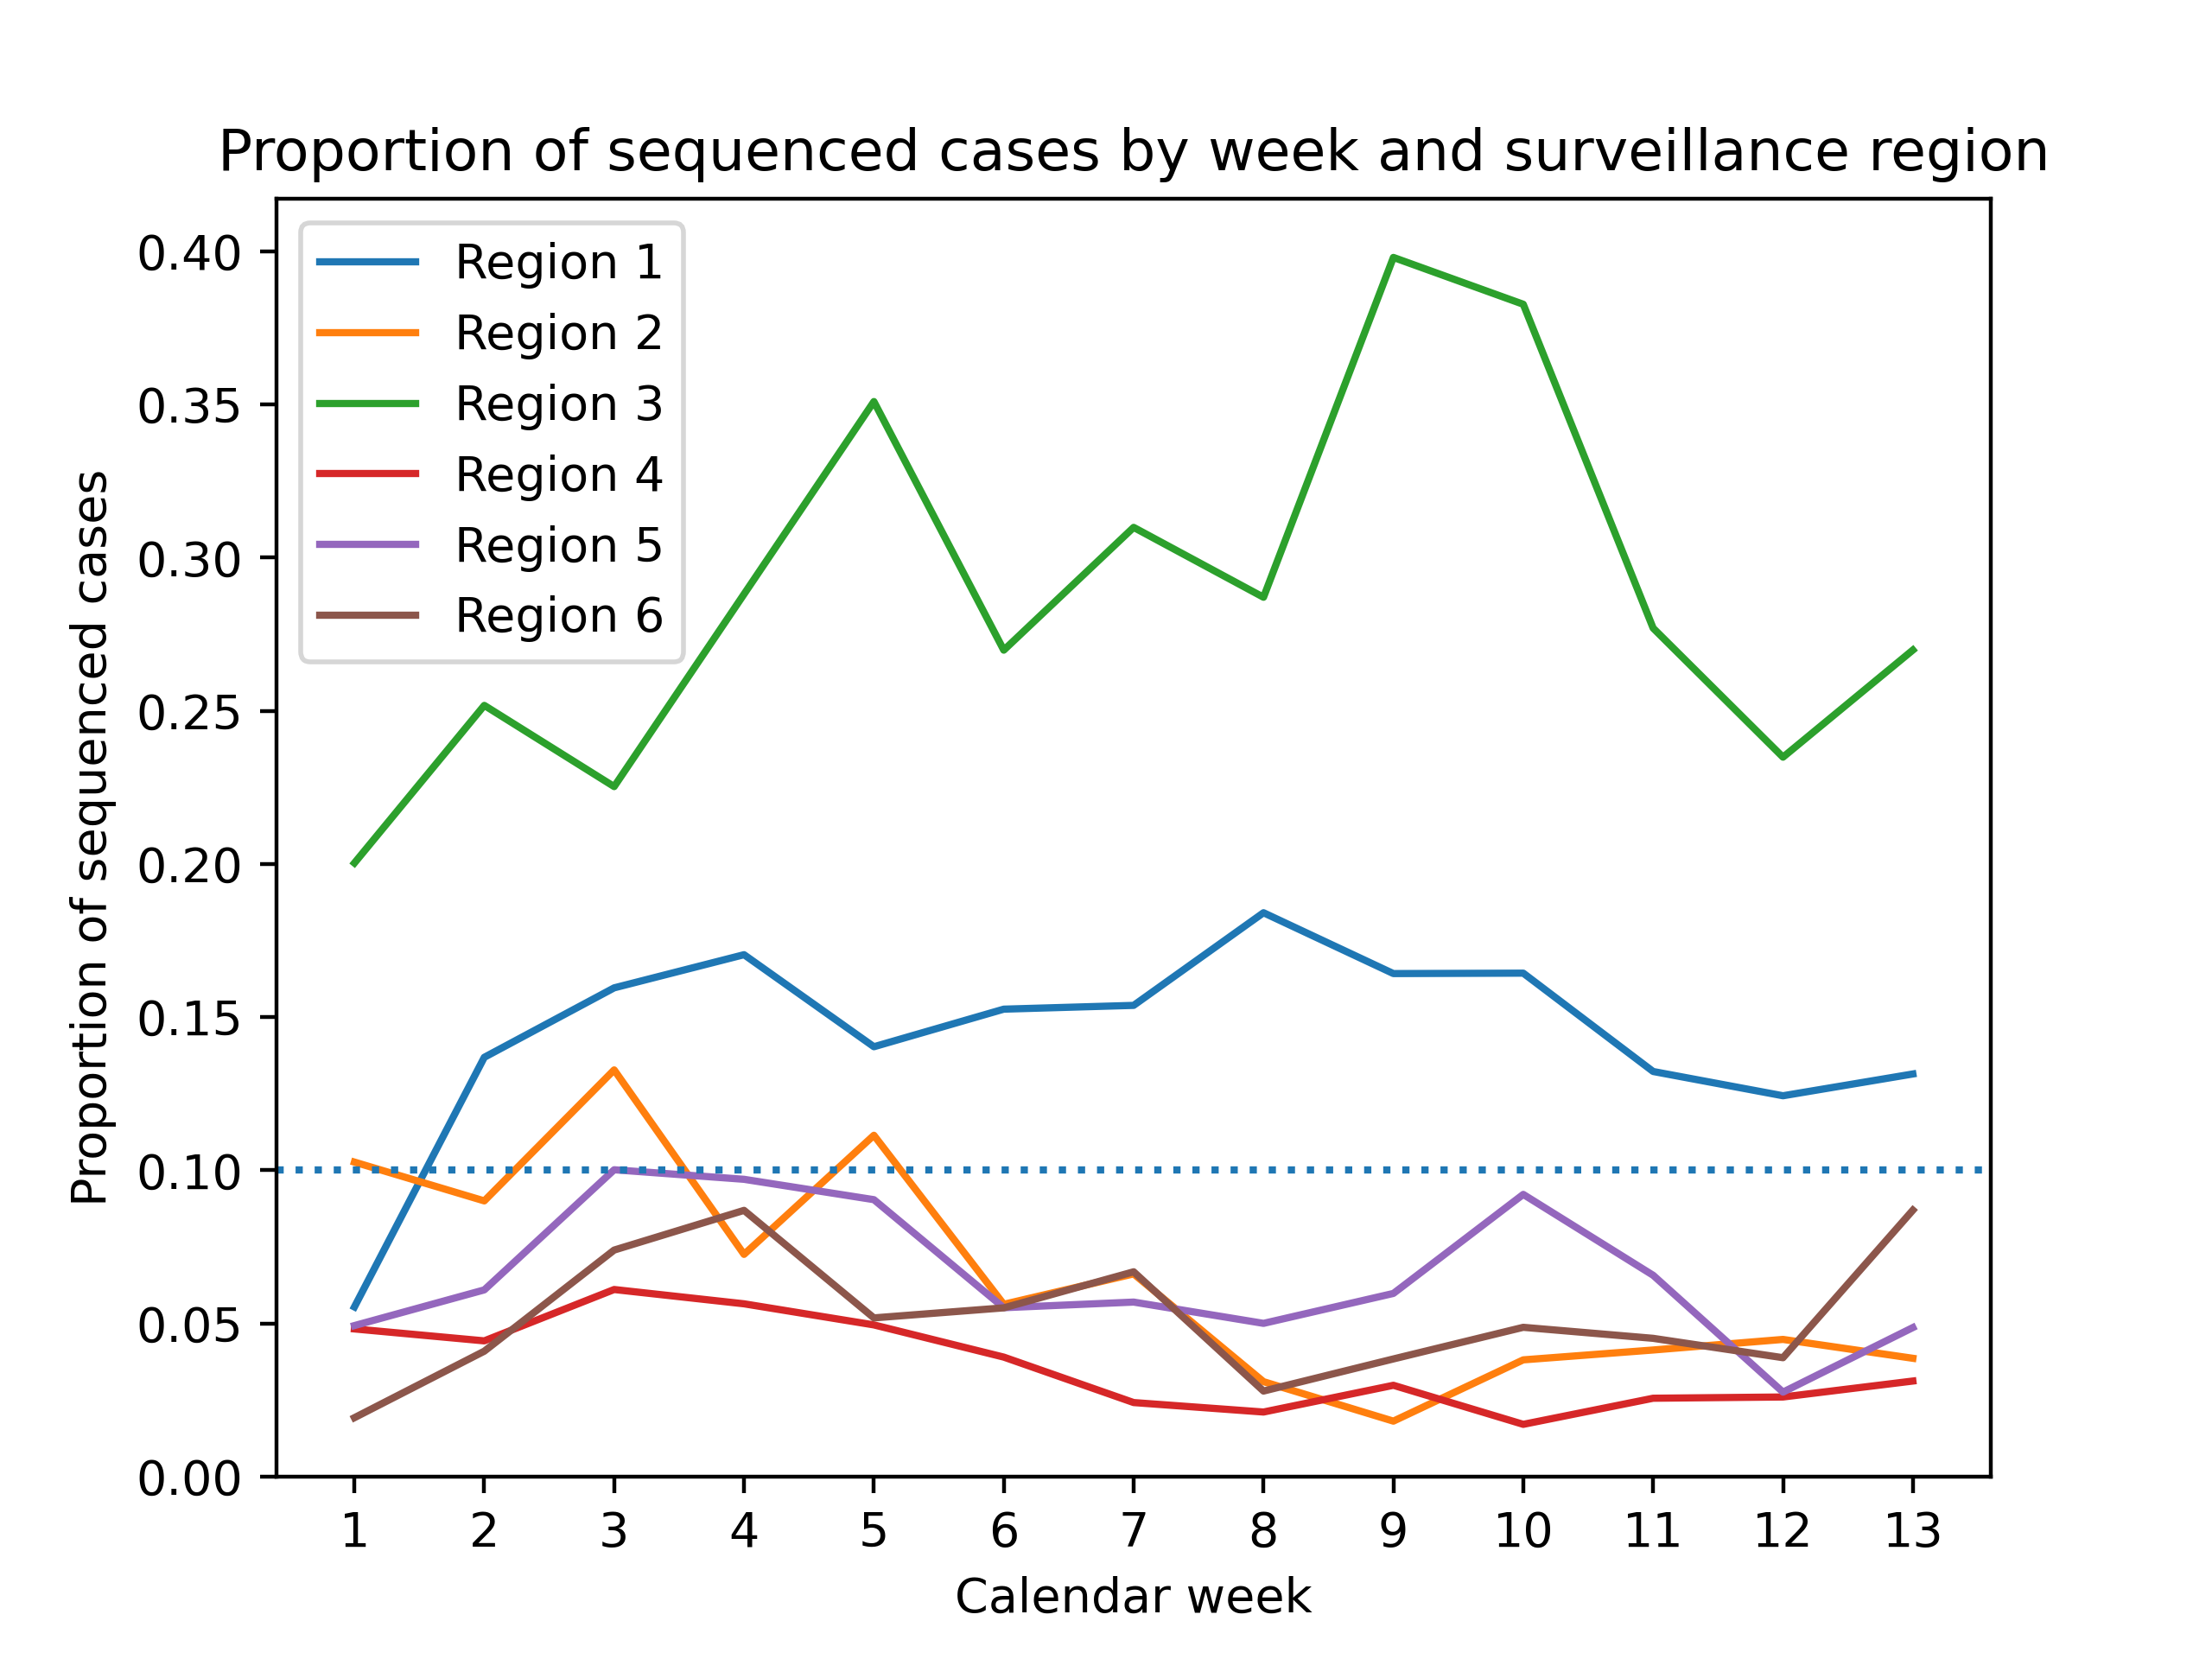 Proportion of sequenced cases by week and surveillance region
Region 1
Region 2
Region 3
Region 4
Region 5
Region 6
Proportion of sequenced cases
0.40
0.35
0.30
0.25
0.20
0.15
0.10
0.05
0.00
1 2 3 4 5 6 7 8 9 10 11 12 13
Calendar week